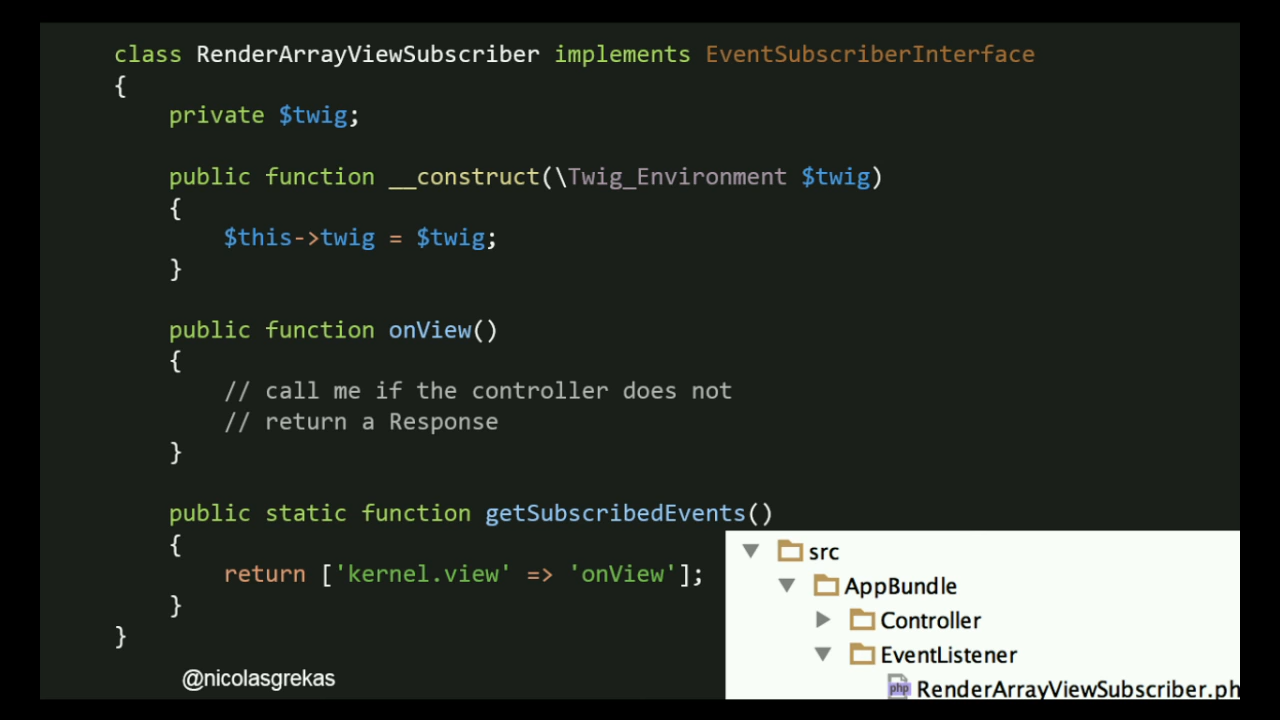 class RenderArrayViewSubscriber implements EventSubscriberInterface
{
private $twig;
public function __construct(\Twig_Environment $twig)
{
$this->twig = $twig;
}
public function onView()
{
// call me if the controller does not
// return a Response
}
public static function getSubscribedEvents()
{
return ['kernel.view' => 'onView'];
}
}
@nicolasgrekas
src
AppBundle
Controller
EventListener
php RenderArrayViewSubscriber.ph